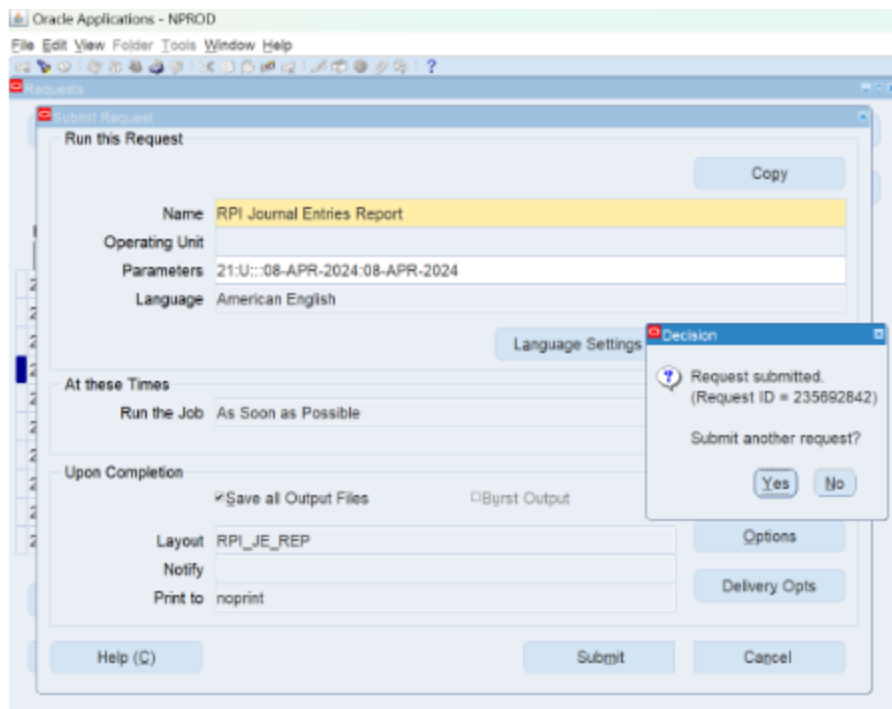 Oracle Applications - NPROD
File Edit View Folder Tools Window Help
?
Requests
Submit Request
Run this Request
Copy
Name RPI Journal Entries Report
Operating Unit
Parameters 21:U:::08-APR-2024:08-APR-2024
Language American English
Language Settings
Decision
?
Request submitted.
(Request ID = 235692842)
Submit another request?
Yes No
At these Times
Run the Job As Soon as Possible
Upon Completion
Save all Output Files Burst Output
Layout RPI_JE_REP
Options
Notify
Print to noprint
Delivery Opts
Help (C) Submit Cancel